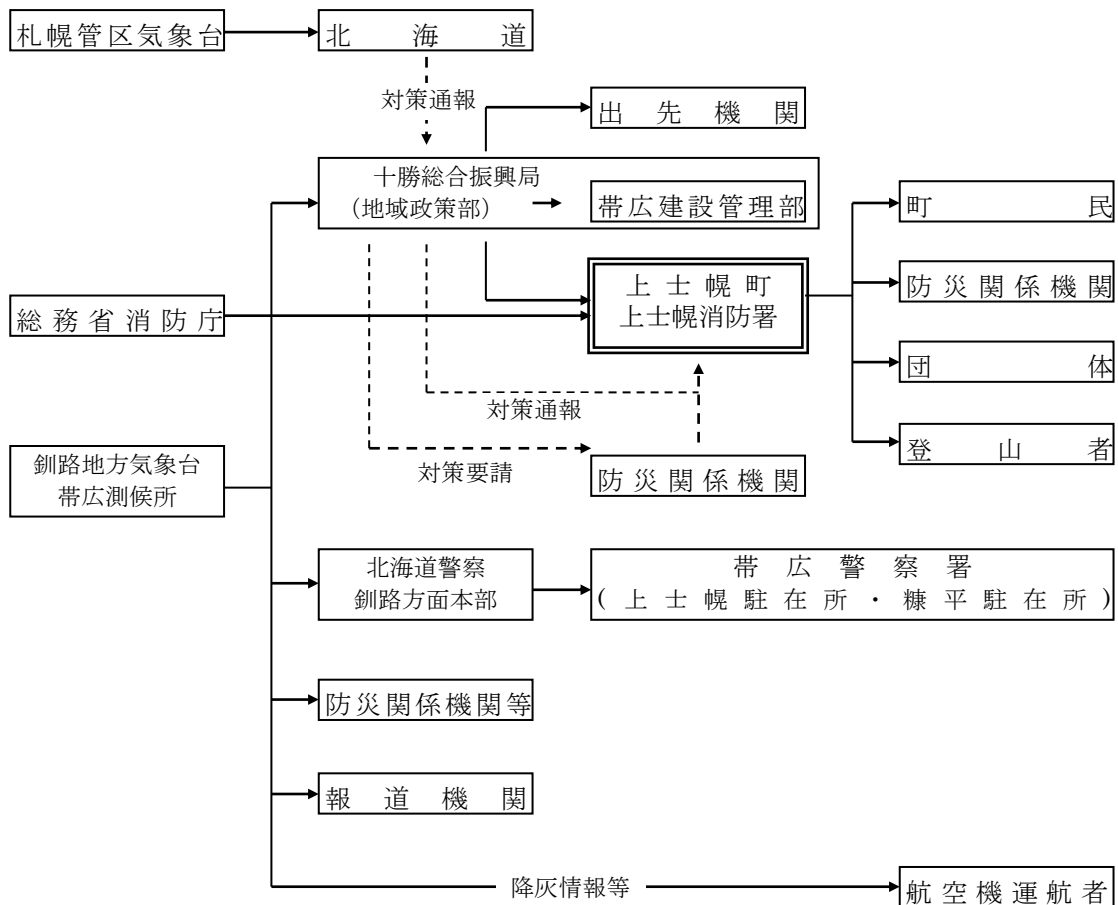 札幌管区気象台
北海道
対策通報
出先機関
十勝総合振興局
(地域政策部)
帯広建設管理部
町民
上士幌町
上士幌消防署
防災関係機関
総務省消防庁
団体
対策通報
登山者
釧路地方気象台
帯広測候所
対策要請
防災関係機関
北海道警察
釧路方面本部
帯広警察署
(上士幌駐在所・糠平駐在所)
防災関係機関等
報道機関
降灰情報等
航空機運航者